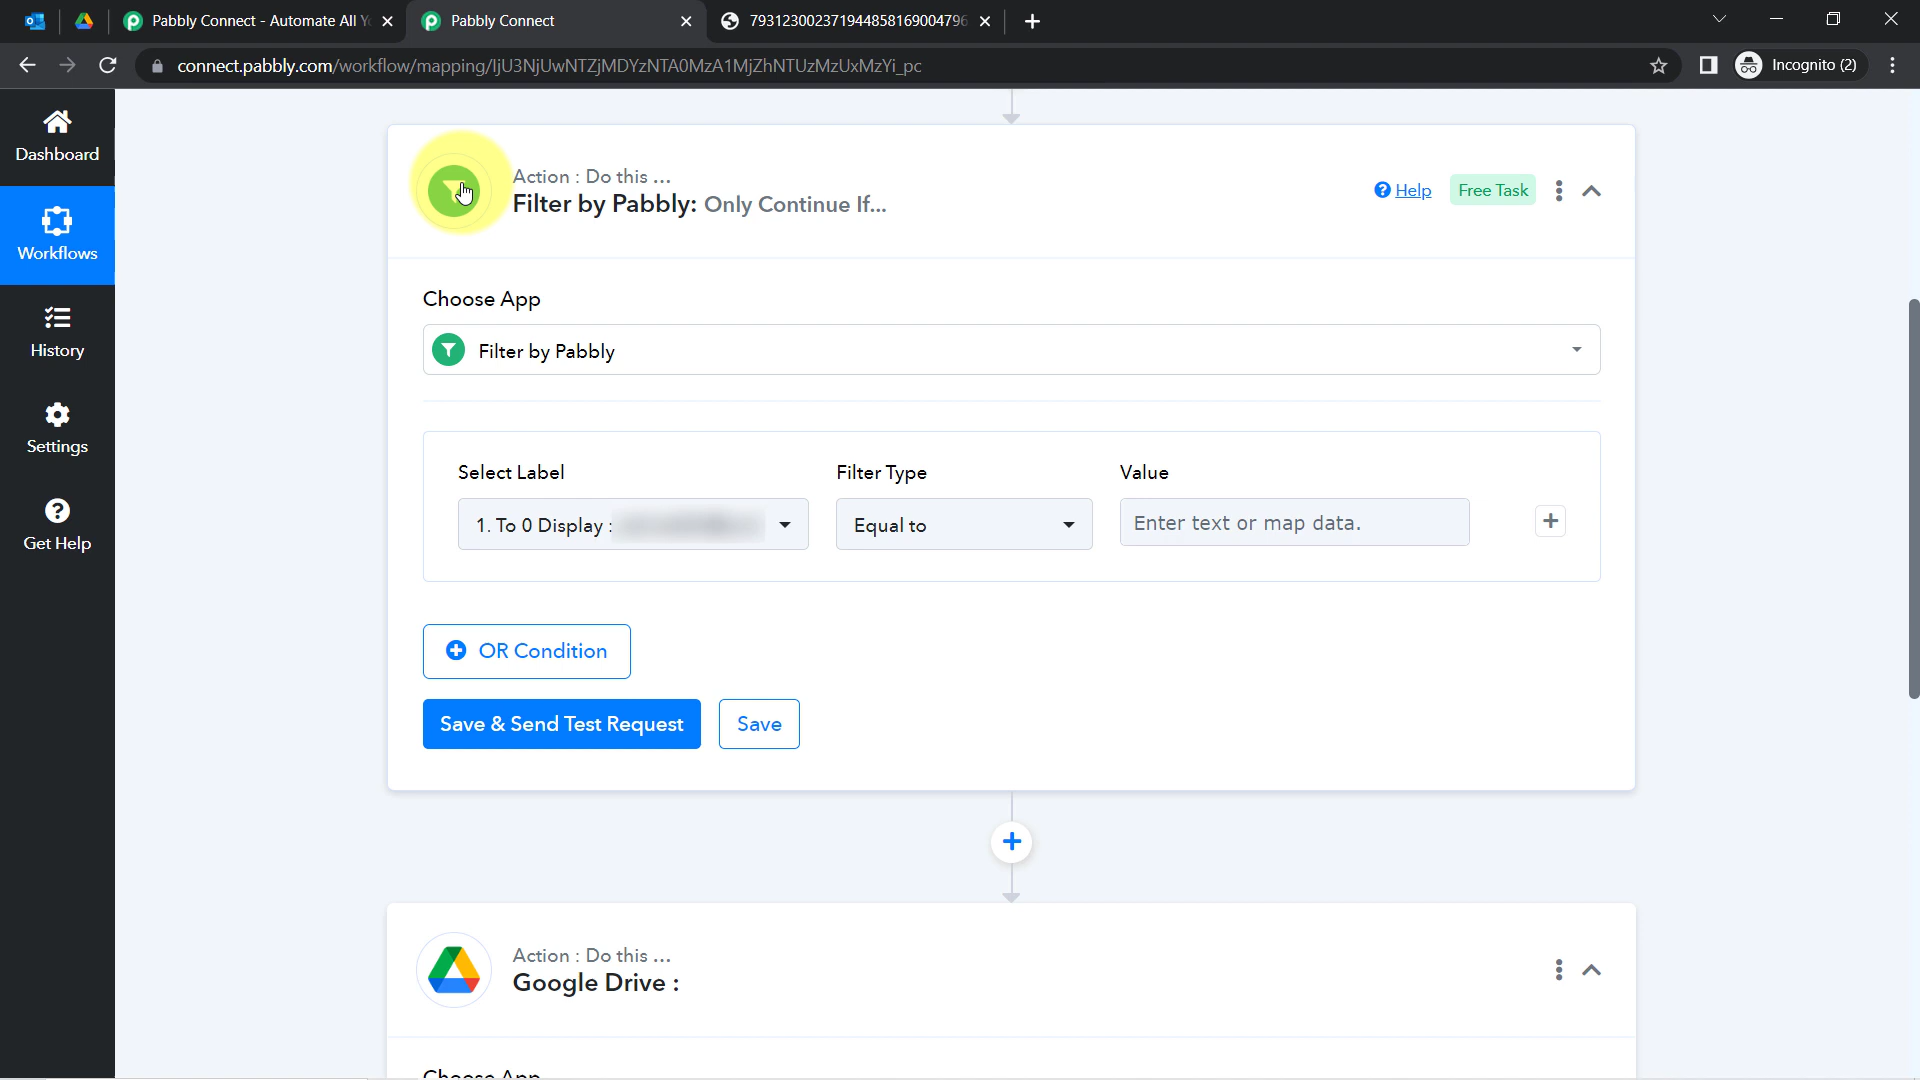 Pabbly Connect - Automate All Y
Pabbly Connect
793123002371944858169004796
connect.pabbly.com/workflow/mapping/IjU3NjUwNTZjMDYzNTA0MzA1MjZhNTUzMzUxMzYi_pc
Incognito (2)
Dashboard
Workflows
History
Settings
Get Help
Action : Do this ...
Filter by Pabbly: Only Continue If...
Help
Free Task
Choose App
Filter by Pabbly
Select Label
Filter Type
Value
1. To 0 Display :
Equal to
Enter text or map data.
OR Condition
Save & Send Test Request
Save
Action : Do this ...
Google Drive :
Choose App